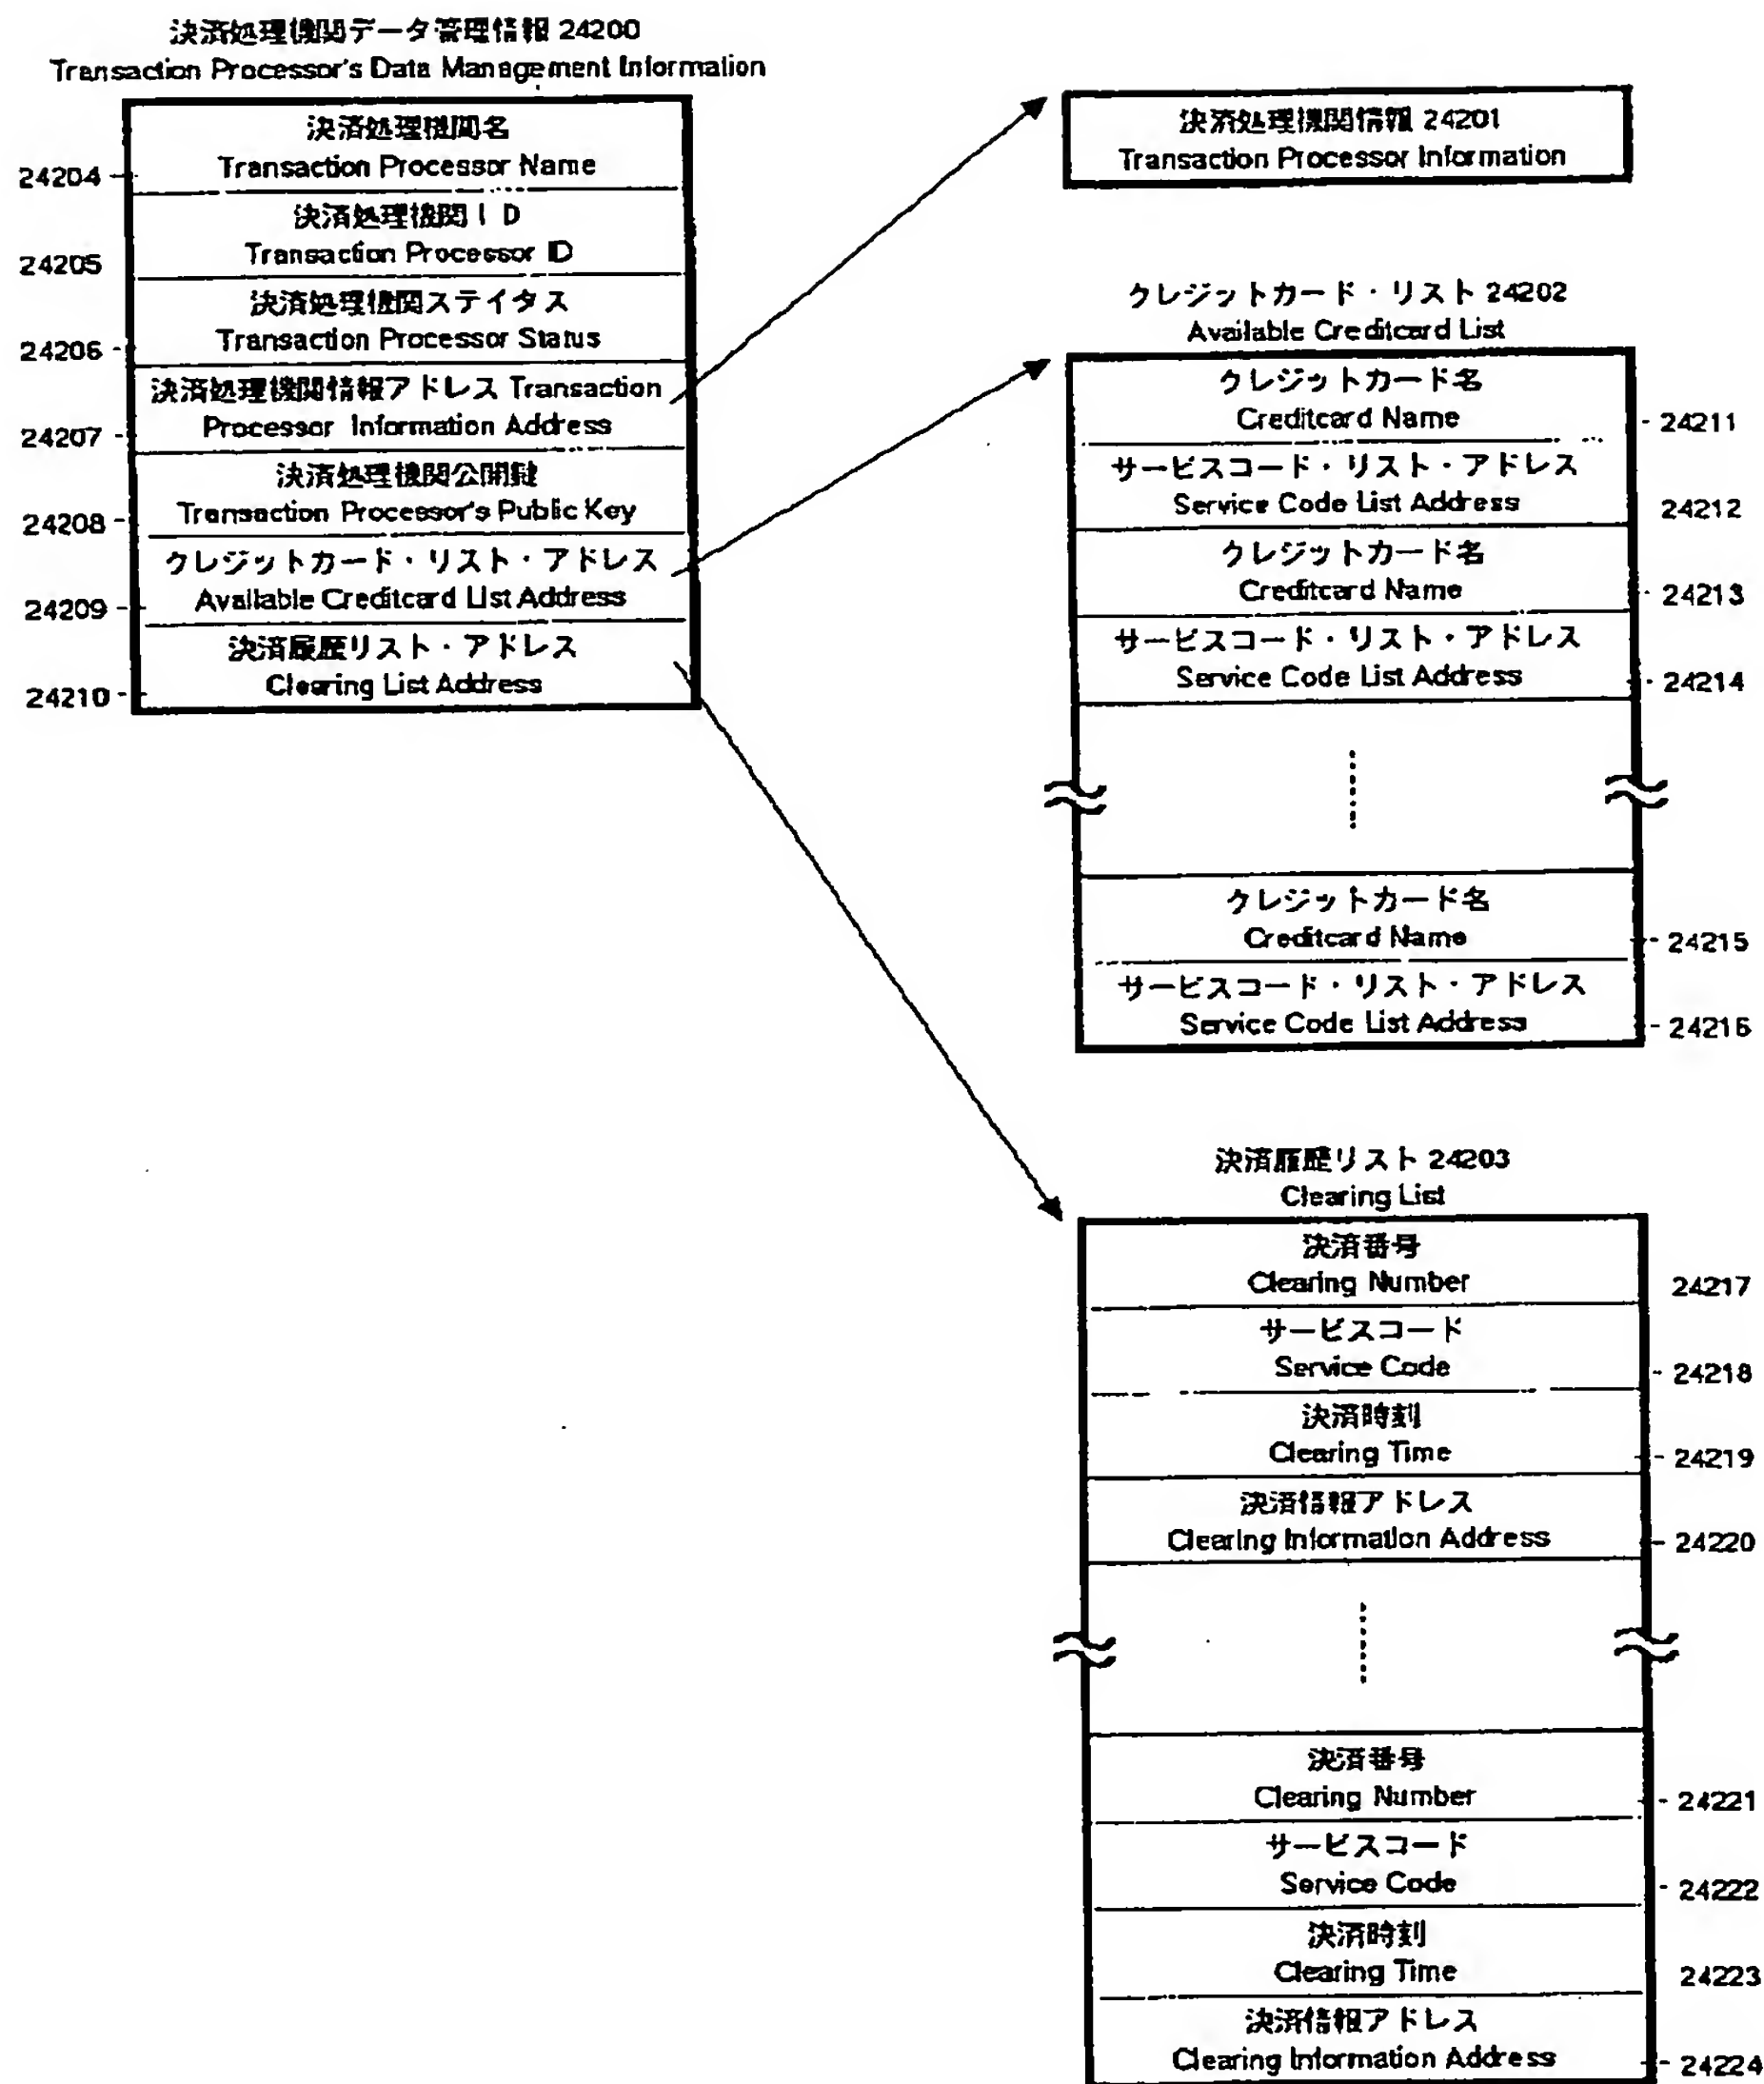 決済処理機関データ管理情報 24200
Transaction Processor's Data Management Information
決済処理機関名
Transaction Processor Name
24204
決済処理機関ID
Transaction Processor ID
24205
決済処理機関ステイタス
Transaction Processor Status
24206
決済処理機関情報アドレス Transaction
Processor Information Address
24207
決済処理機関公開鍵
Transaction Processor's Public Key
24208
クレジットカード・リスト・アドレス
Available Creditcard List Address
24209
決済履歴リスト・アドレス
Clearing List Address
24210
決済処理機関情報 24201
Transaction Processor Information
クレジットカード・リスト 24202
Available Creditcard List
クレジットカード名
Creditcard Name
24211
サービスコード・リスト・アドレス
Service Code List Address
24212
クレジットカード名
Creditcard Name
24213
サービスコード・リスト・アドレス
Service Code List Address
24214
クレジットカード名
Creditcard Name
24215
サービスコード・リスト・アドレス
Service Code List Address
24216
決済履歴リスト 24203
Clearing List
決済番号
Clearing Number
24217
サービスコード
Service Code
24218
決済時刻
Clearing Time
24219
決済情報アドレス
Clearing Information Address
24220
決済番号
Clearing Number
24221
サービスコード
Service Code
24222
決済時刻
Clearing Time
24223
決済情報アドレス
Clearing Information Address
24224